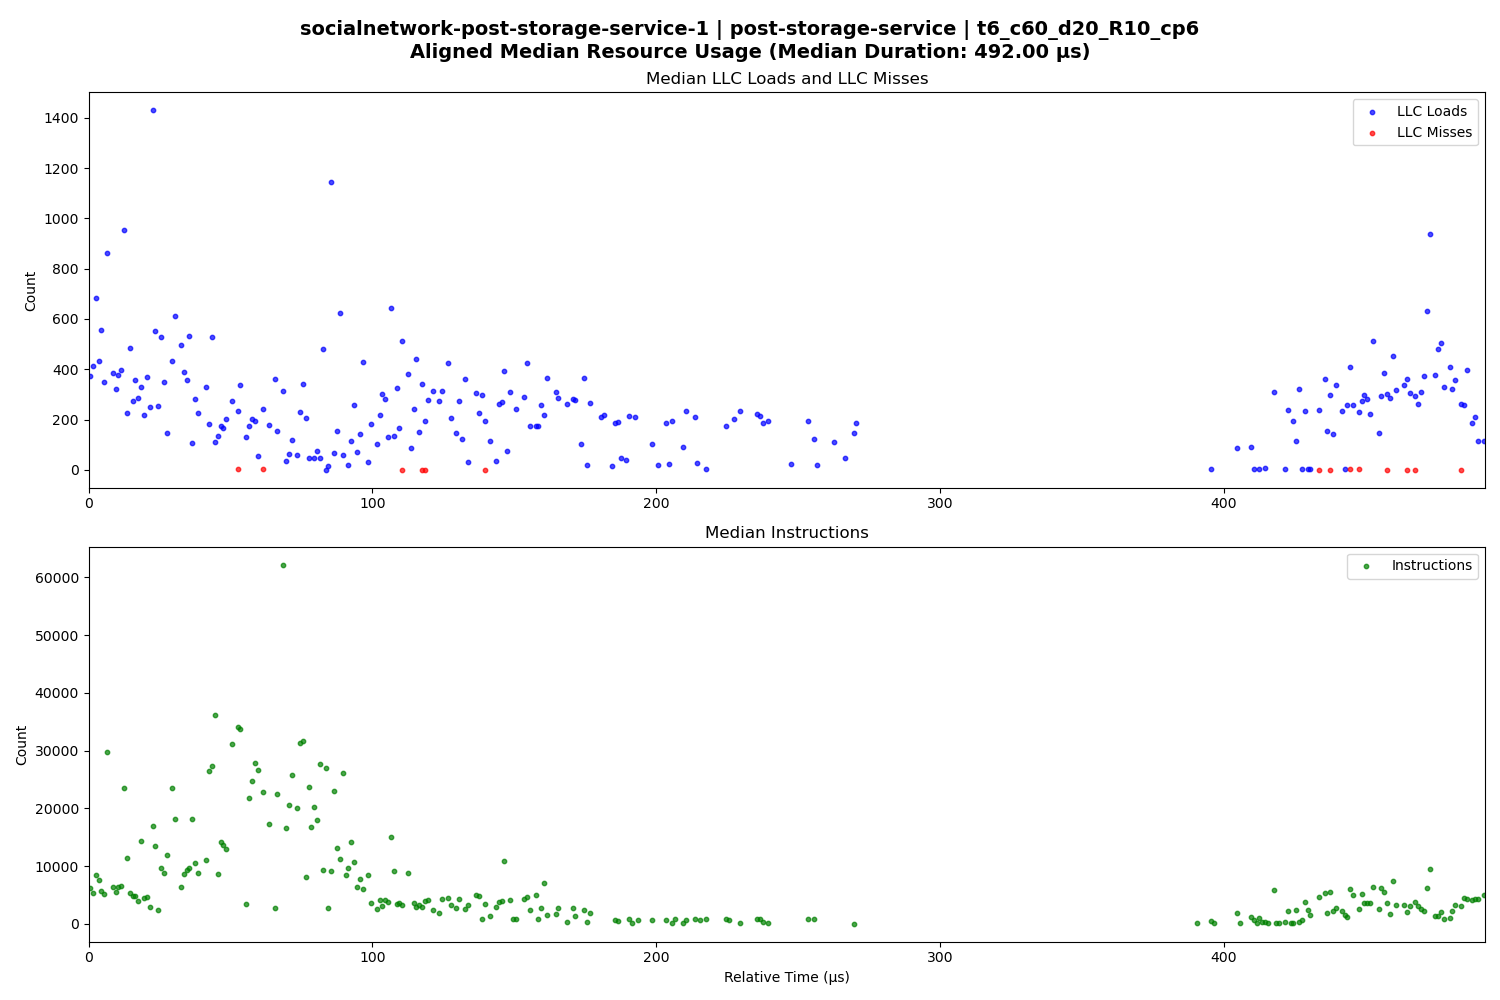 socialnetwork-post-storage-service-1 | post-storage-service | t6_c60_d20_R10_cp6
Aligned Median Resource Usage (Median Duration: 492.00 µs)
Median LLC Loads and LLC Misses
1400
1200
1000
800
600
400
200
0
Count
LLC Loads
LLC Misses
0 100 200 300 400
Median Instructions
60000
50000
40000
30000
20000
10000
0
Count
Instructions
0 100 200 300 400
Relative Time (µs)